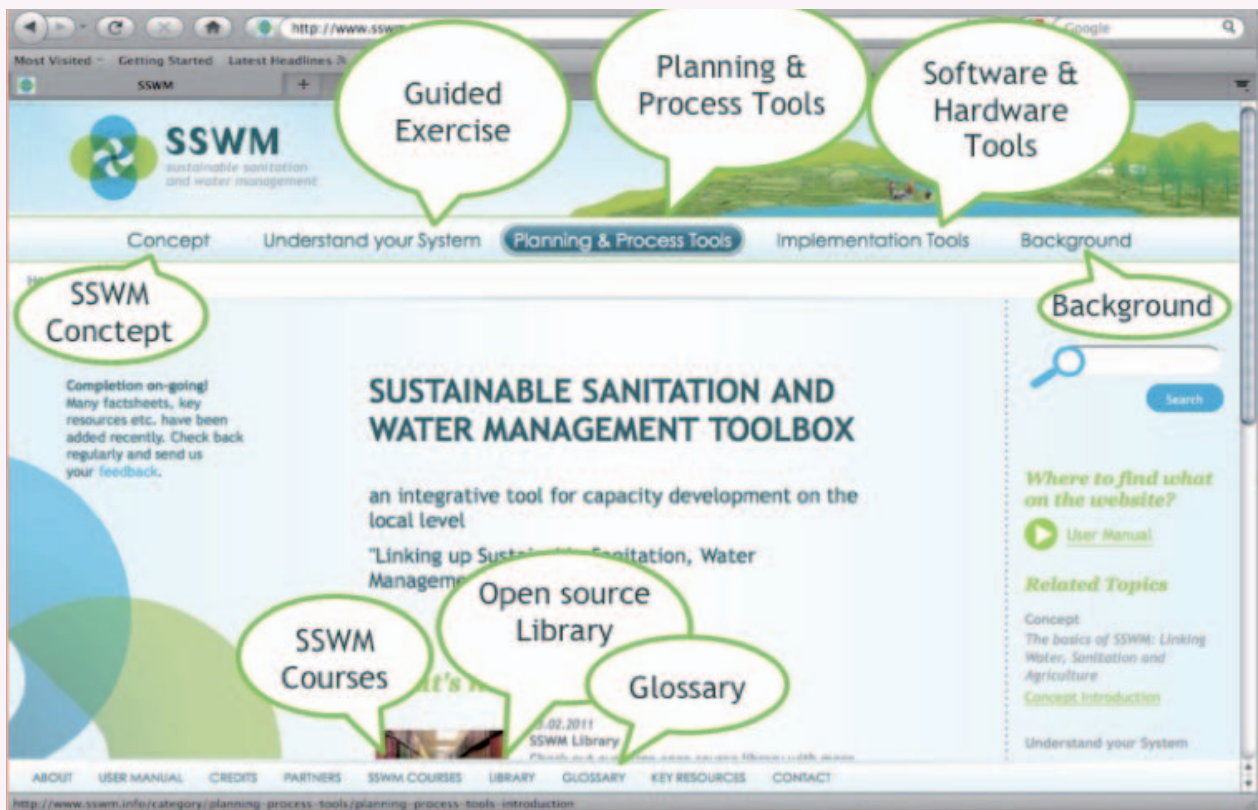 http://www.ssw
Google
Most Visited
Getting Started
Latest Headlines
SSWM
+
Guided
Exercise
Planning &
Process Tools
Software &
Hardware
Tools
SSWM
sustainable sanitation
and water management
Concept
Understand your System
Planning & Process Tools
Implementation Tools
Background
SSWM
Conctept
Background
Completion on-going!
Many factsheets, key
resources etc. have been
added recently. Check back
regularly and send us
your feedback.
SUSTAINABLE SANITATION AND
WATER MANAGEMENT TOOLBOX
an integrative tool for capacity development on the
local level
"Linking up Sustainable Sanitation, Water
Search
Where to find what
on the website?
User Manual
Related Topics
Concept
The basics of SSWM: Linking
Water, Sanitation and
Agriculture
Concept Introduction
Understand your System
SSWM
Courses
Open source
Library
Glossary
.02.2011
SSWM Library
ABOUT
USER MANUAL
CREDITS
PARTNERS
SSWM COURSES
LIBRARY
GLOSSARY
KEY RESOURCES
CONTACT
http://www.sswm.info/category/planning-process-tools/planning-process-tools-introduction